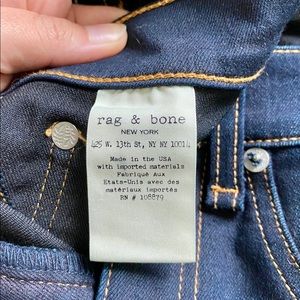 rag & bone
NEW YORK
425 W. 13th St, NY NY 10014
Made in the USA
with imported materials
Fabriqué Aux
Etats-Unis avec des
matériaux importés
RN # 108879